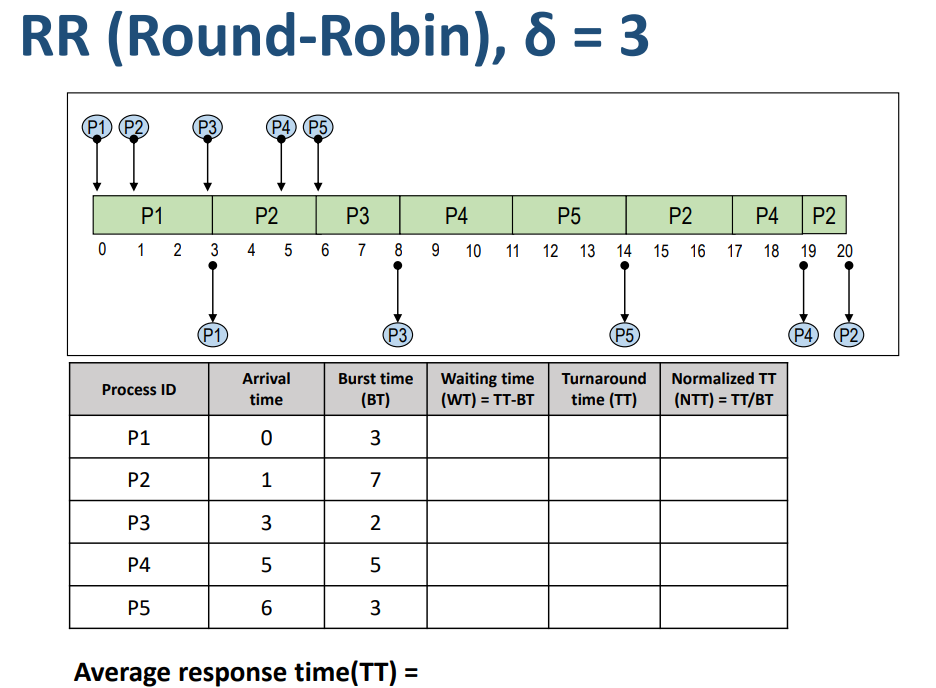 RR (Round-Robin), δ = 3
P1 P2 P3 P4 P5
P1 P2 P3 P4 P5 P2 P4 P2
0 1 2 3 4 5 6 7 8 9 10 11 12 13 14 15 16 17 18 19 20
P1 P3 P5 P4 P2
Process ID Arrival time Burst time (BT) Waiting time (WT) = TT-BT Turnaround time (TT) Normalized TT (NTT) = TT/BT
P1 0 3
P2 1 7
P3 3 2
P4 5 5
P5 6 3
Average response time(TT) =